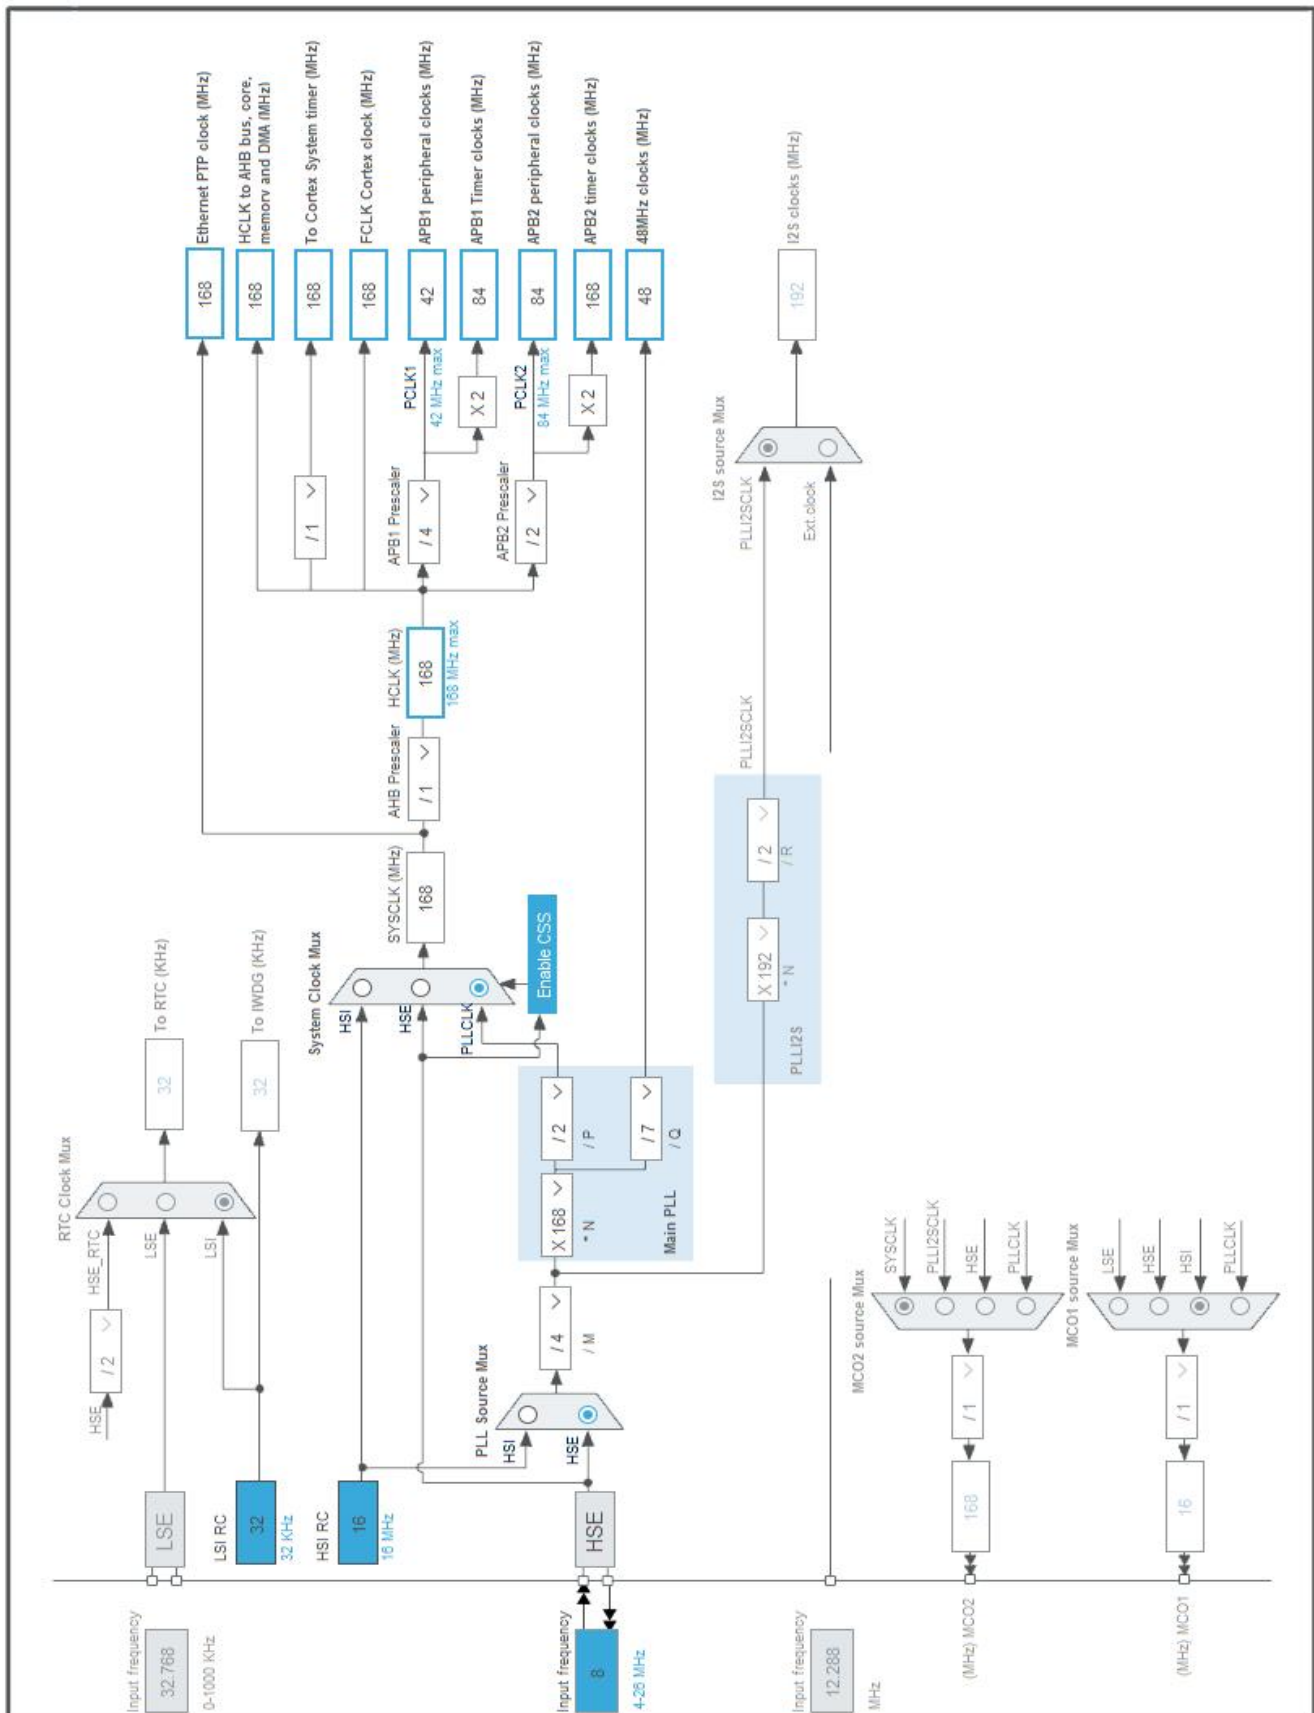 Input frequency
32.768
0-1000 KHz
LSE
HSE
/ 2
HSE_RTC
LSE
LSI
RTC Clock Mux
32
To RTC (KHz)
LSI RC
32
32 KHz
32
To IWDG (KHz)
HSI RC
16
16 MHz
Input frequency
8
4-26 MHz
HSE
PLL Source Mux
HSI
HSE
/ 4
/ M
X 168
* N
/ 2
/ P
/ 7
/ Q
Main PLL
System Clock Mux
HSI
HSE
PLLCLK
Enable CSS
SYSCLK (MHz)
168
AHB Prescaler
/ 1
HCLK (MHz)
168
168 MHz max
/ 1
APB1 Prescaler
/ 4
PCLK1
42 MHz max
X 2
APB2 Prescaler
/ 2
PCLK2
84 MHz max
X 2
168
Ethernet PTP clock (MHz)
168
HCLK to AHB bus, core,
memory and DMA (MHz)
168
To Cortex System timer (MHz)
168
FCLK Cortex clock (MHz)
42
APB1 peripheral clocks (MHz)
84
APB1 Timer clocks (MHz)
84
APB2 peripheral clocks (MHz)
168
APB2 timer clocks (MHz)
48
48MHz clocks (MHz)
PLLI2S
X 192
* N
/ 2
/ R
PLLI2SCLK
PLLI2SCLK
Ext.clock
I2S source Mux
192
I2S clocks (MHz)
Input frequency
12.288
MHz
MCO2 source Mux
SYSCLK
PLLI2SCLK
HSE
PLLCLK
/ 1
168
(MHz) MCO2
MCO1 source Mux
LSE
HSE
HSI
PLLCLK
/ 1
16
(MHz) MCO1